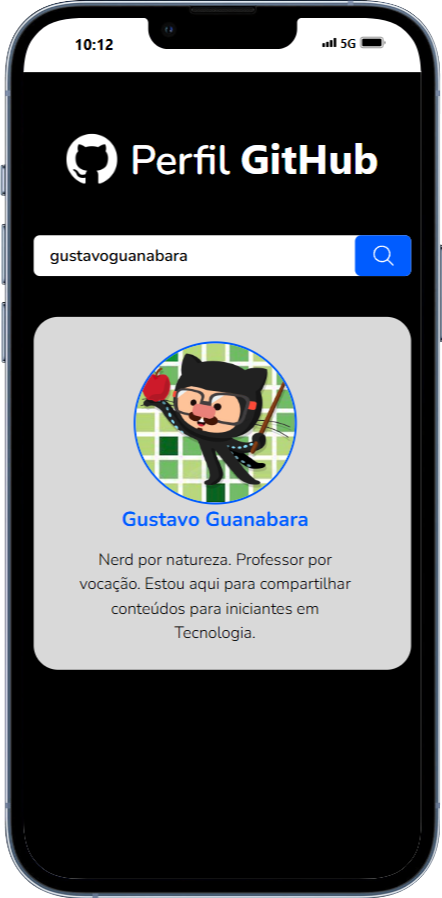 10:12
5G
Perfil GitHub
gustavoguanabara
Gustavo Guanabara
Nerd por natureza. Professor por
vocação. Estou aqui para compartilhar
conteúdos para iniciantes em
Tecnologia.